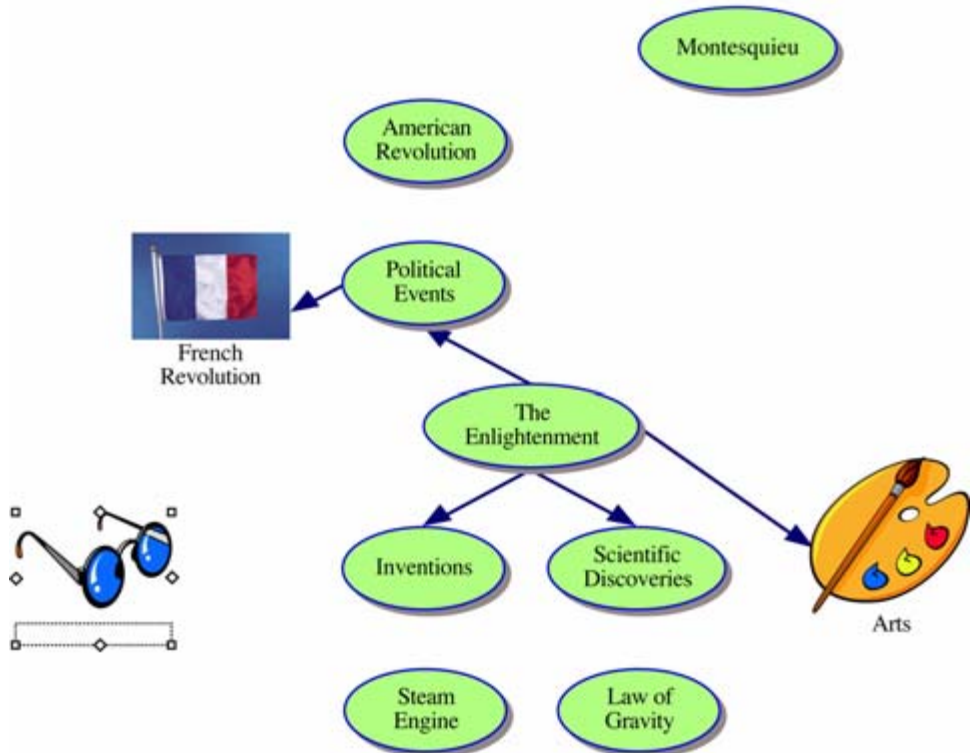 Montesquieu
American
Revolution
Political
Events
French
Revolution
The
Enlightenment
Inventions
Scientific
Discoveries
Arts
Steam
Engine
Law of
Gravity